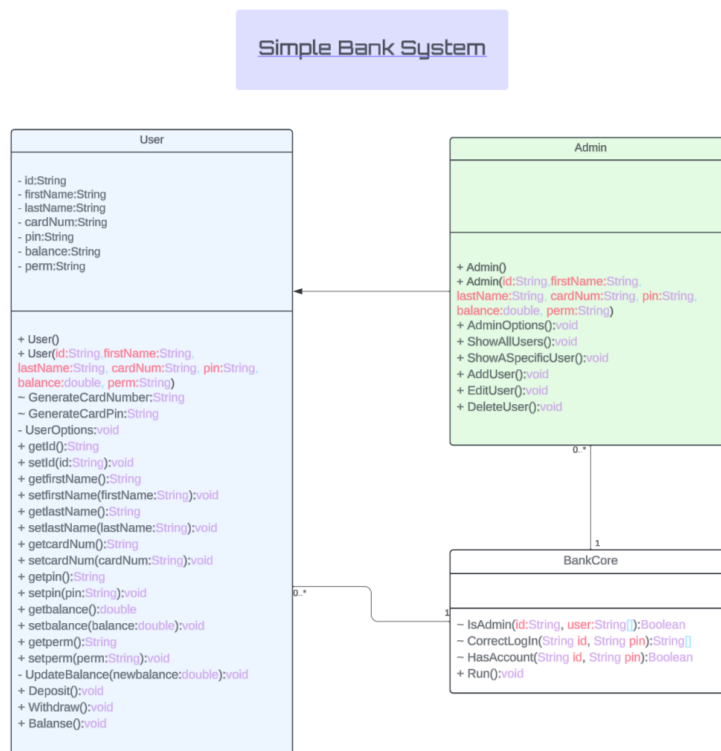 Simple Bank System
User
- id:String
- firstName:String
- lastName:String
- cardNum:String
- pin:String
- balance:String
- perm:String
+ User()
+ User(id:String,firstName:String,
lastName:String, cardNum:String, pin:String,
balance:double, perm:String)
~ GenerateCardNumber:String
~ GenerateCardPin:String
- UserOptions:void
+ getId():String
+ setId(id:String):void
+ getfirstName():String
+ setfirstName(firstName:String):void
+ getlastName():String
+ setlastName(lastName:String):void
+ getcardNum():String
+ setcardNum(cardNum:String):void
+ getpin():String
+ setpin(pin:String):void
+ getbalance():double
+ setbalance(balance:double):void
+ getperm():String
+ setperm(perm:String):void
- UpdateBalance(newbalance:double):void
+ Deposit():void
+ Withdraw():void
+ Balanse():void
Admin
+ Admin()
+ Admin(id:String,firstName:String,
lastName:String, cardNum:String, pin:String,
balance:double, perm:String)
+ AdminOptions():void
+ ShowAllUsers():void
+ ShowASpecificUser():void
+ AddUser():void
+ EditUser():void
+ DeleteUser():void
0..*
1
0..*
1
BankCore
~ IsAdmin(id:String, user:String[]):Boolean
~ CorrectLogIn(String id, String pin):String[]
~ HasAccount(String id, String pin):Boolean
+ Run():void